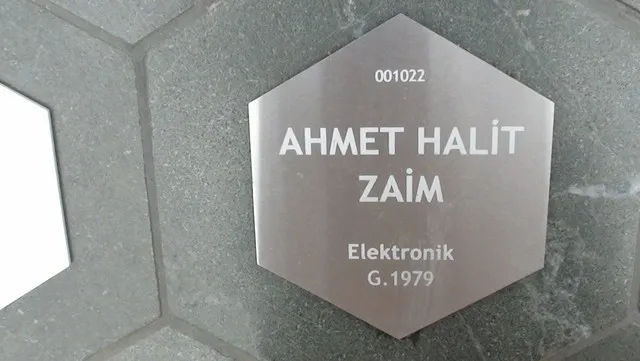 001022
AHMET HALİT
ZAİM
Elektronik
G.1979